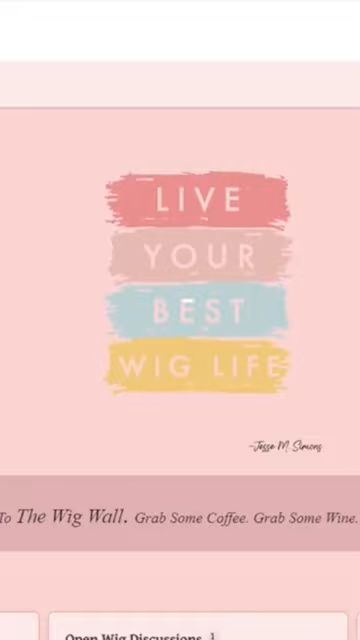 LIVE
YOUR
BEST
WIG LIFE
-Jesse M. Simons
To The Wig Wall. Grab Some Coffee. Grab Some Wine.
Open Wig Discussions